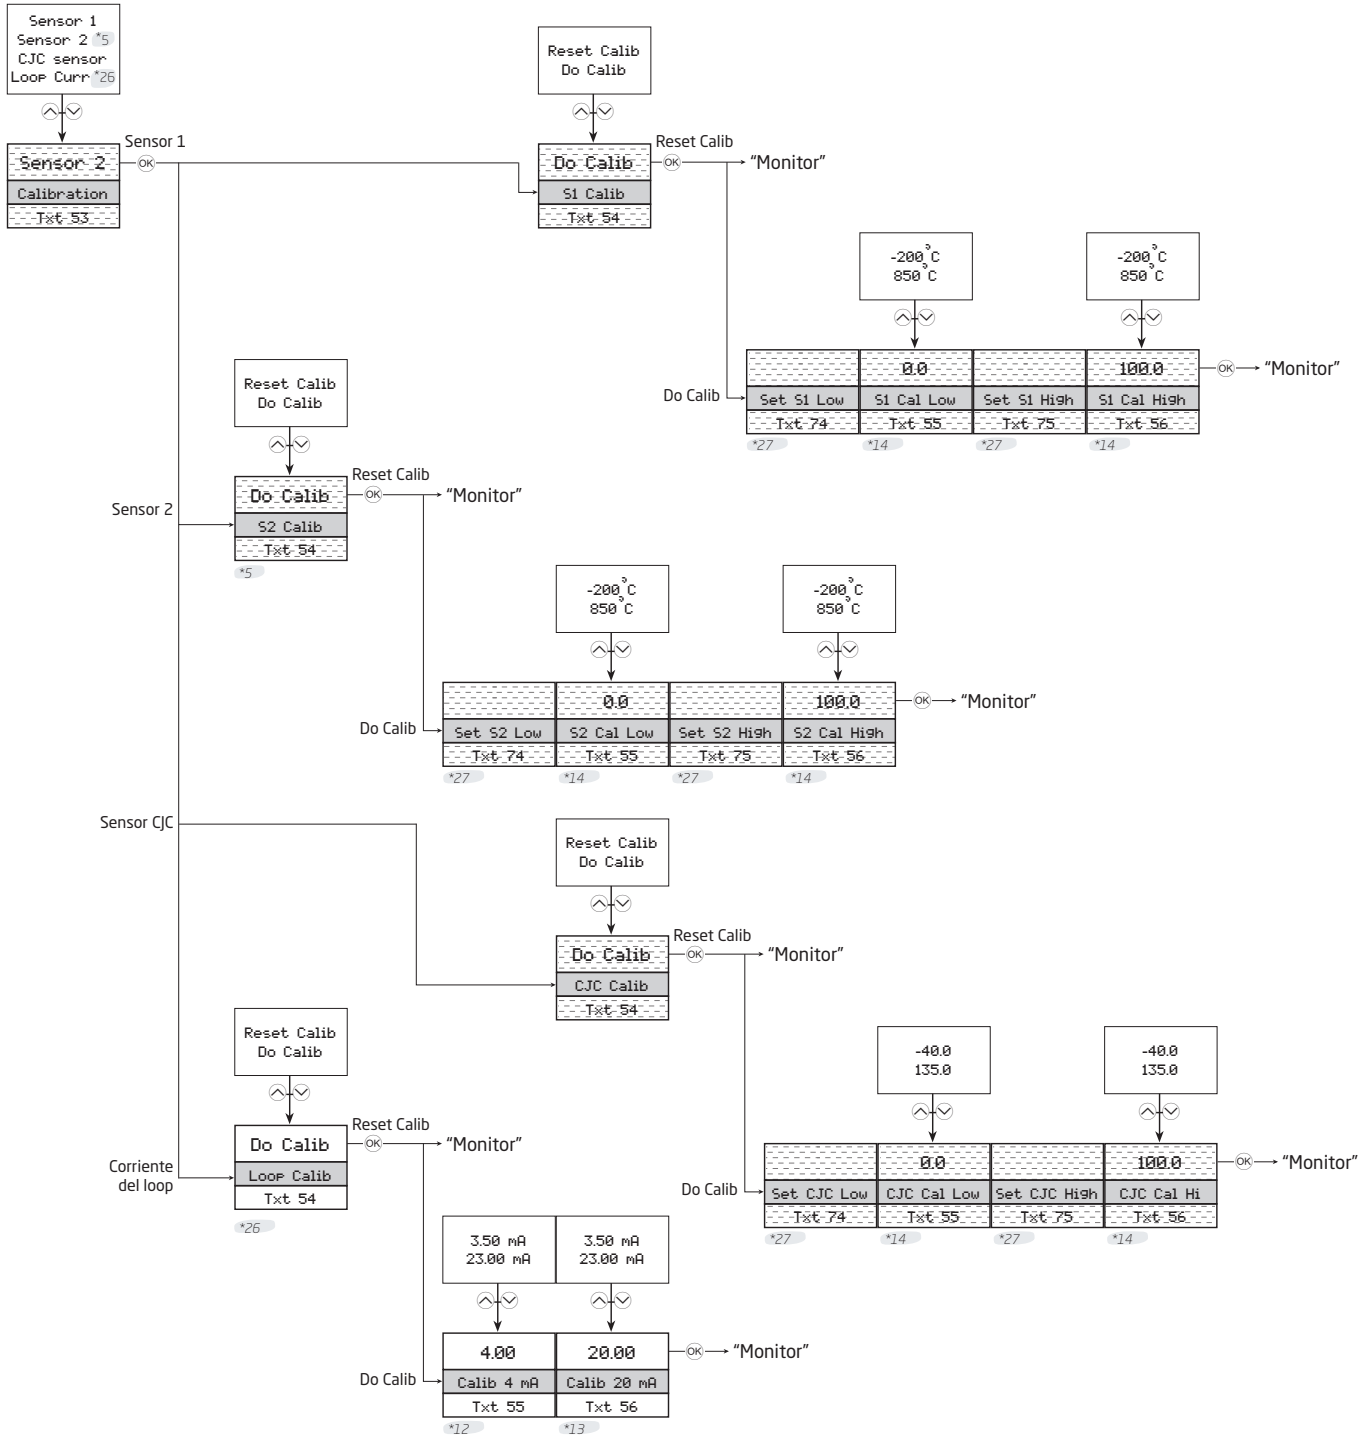 Sensor 1
Sensor 2 *5
CJC sensor
Loop Curr *26
Sensor 2
Calibration
Txt 53
Sensor 1
OK
Reset Calib
Do Calib
Do Calib
S1 Calib
Txt 54
Reset Calib
OK
"Monitor"
-200°C
850°C
-200°C
850°C
Do Calib
0.0
100.0
OK
"Monitor"
Set S1 Low
S1 Cal Low
Set S1 High
S1 Cal High
Txt 74
Txt 55
Txt 75
Txt 56
*27
*14
*27
*14
Reset Calib
Do Calib
Sensor 2
Do Calib
S2 Calib
Txt 54
*5
Reset Calib
OK
"Monitor"
-200°C
850°C
-200°C
850°C
Do Calib
0.0
100.0
OK
"Monitor"
Set S2 Low
S2 Cal Low
Set S2 High
S2 Cal High
Txt 74
Txt 55
Txt 75
Txt 56
*27
*14
*27
*14
Sensor CJC
Reset Calib
Do Calib
Do Calib
CJC Calib
Txt 54
Reset Calib
OK
"Monitor"
-40.0
135.0
-40.0
135.0
Do Calib
0.0
100.0
OK
"Monitor"
Set CJC Low
CJC Cal Low
Set CJC High
CJC Cal Hi
Txt 74
Txt 55
Txt 75
Txt 56
*27
*14
*27
*14
Reset Calib
Do Calib
Corriente
del loop
Do Calib
Loop Calib
Txt 54
*26
Reset Calib
OK
"Monitor"
3.50 mA
23.00 mA
3.50 mA
23.00 mA
Do Calib
4.00
20.00
OK
"Monitor"
Calib 4 mA
Calib 20 mA
Txt 55
Txt 56
*12
*13